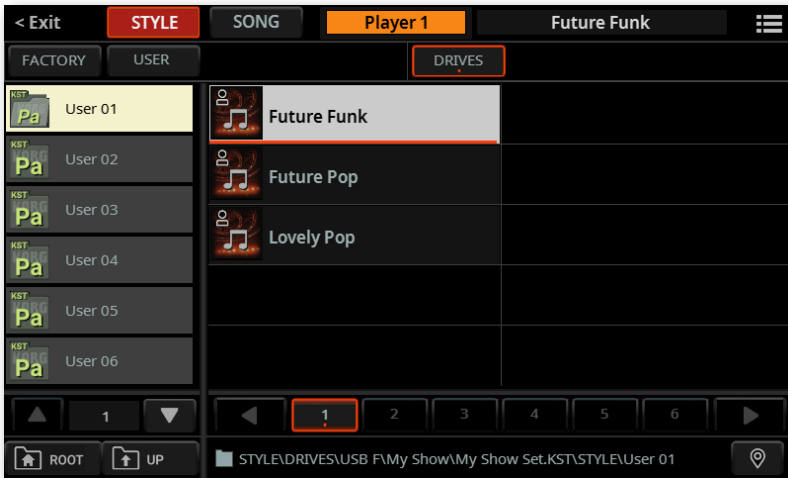 < Exit STYLE SONG Player 1 Future Funk
FACTORY USER DRIVES
KST Pa User 01
KST Pa User 02
KST Pa User 03
KST Pa User 04
KST Pa User 05
KST Pa User 06
Future Funk
Future Pop
Lovely Pop
1
1 2 3 4 5 6
ROOT UP
STYLE\DRIVES\USB F\My Show\My Show Set.KST\STYLE\User 01